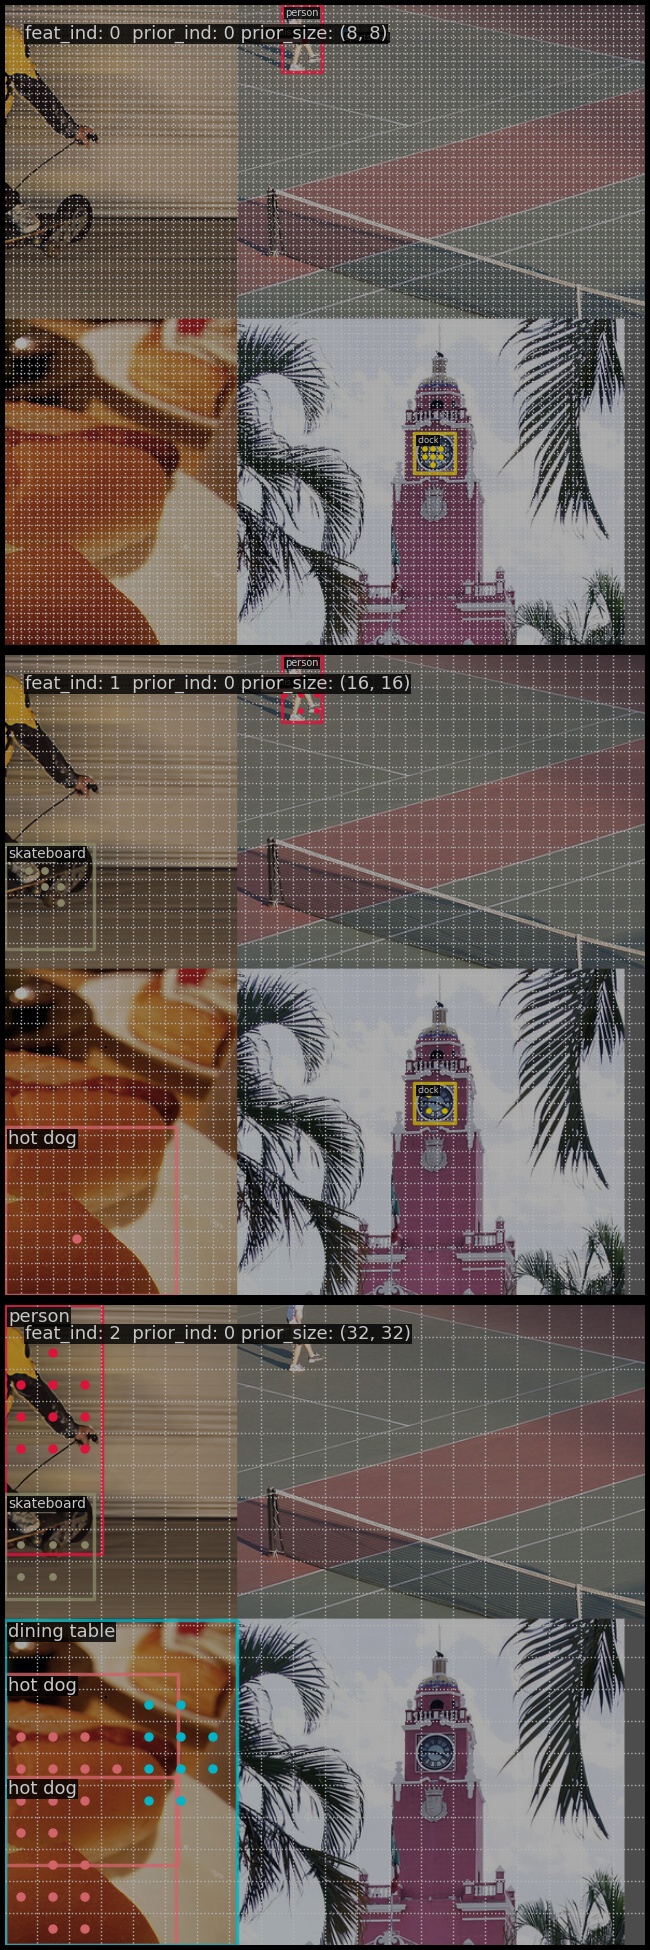 person
feat_ind: 0 prior_ind: 0 prior_size: (8, 8)
clock
person
feat_ind: 1 prior_ind: 0 prior_size: (16, 16)
skateboard
clock
hot dog
person
feat_ind: 2 prior_ind: 0 prior_size: (32, 32)
skateboard
dining table
hot dog
hot dog